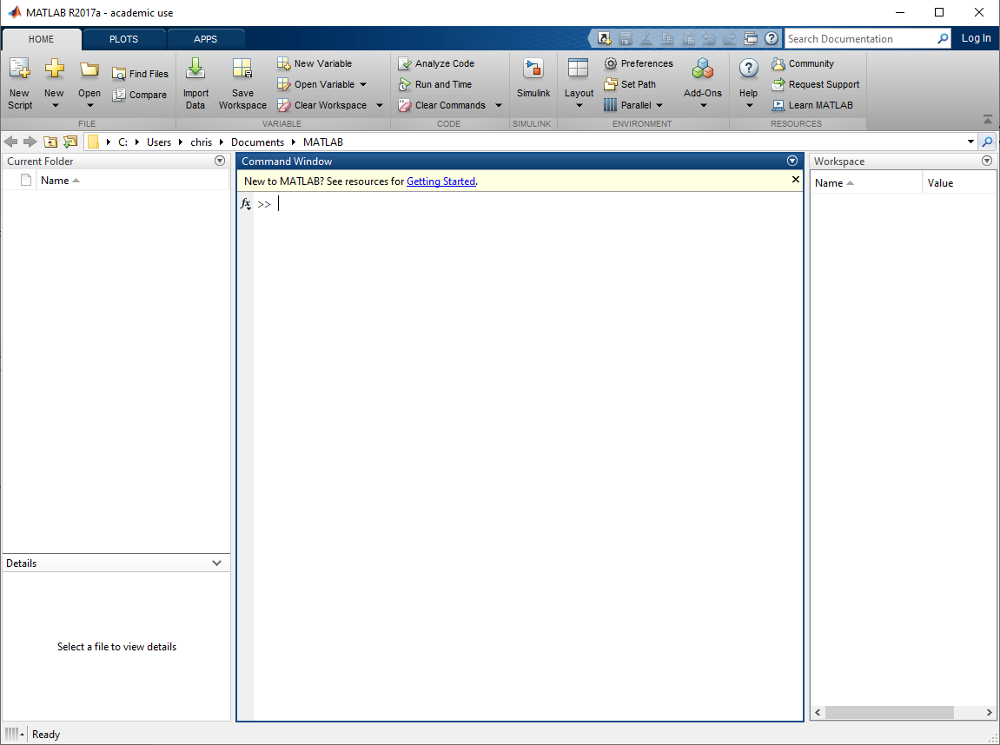 MATLAB R2017a - academic use
HOME PLOTS APPS
Search Documentation
Log In
New Script
New
Open
Find Files
Compare
FILE
Import Data
Save Workspace
New Variable
Open Variable
Clear Workspace
VARIABLE
Analyze Code
Run and Time
Clear Commands
CODE
Simulink
SIMULINK
Layout
Preferences
Set Path
Parallel
Add-Ons
ENVIRONMENT
Help
Community
Request Support
Learn MATLAB
RESOURCES
C: Users chris Documents MATLAB
Current Folder
Name
Details
Select a file to view details
Command Window
New to MATLAB? See resources for Getting Started.
fx >>
Workspace
Name Value
Ready